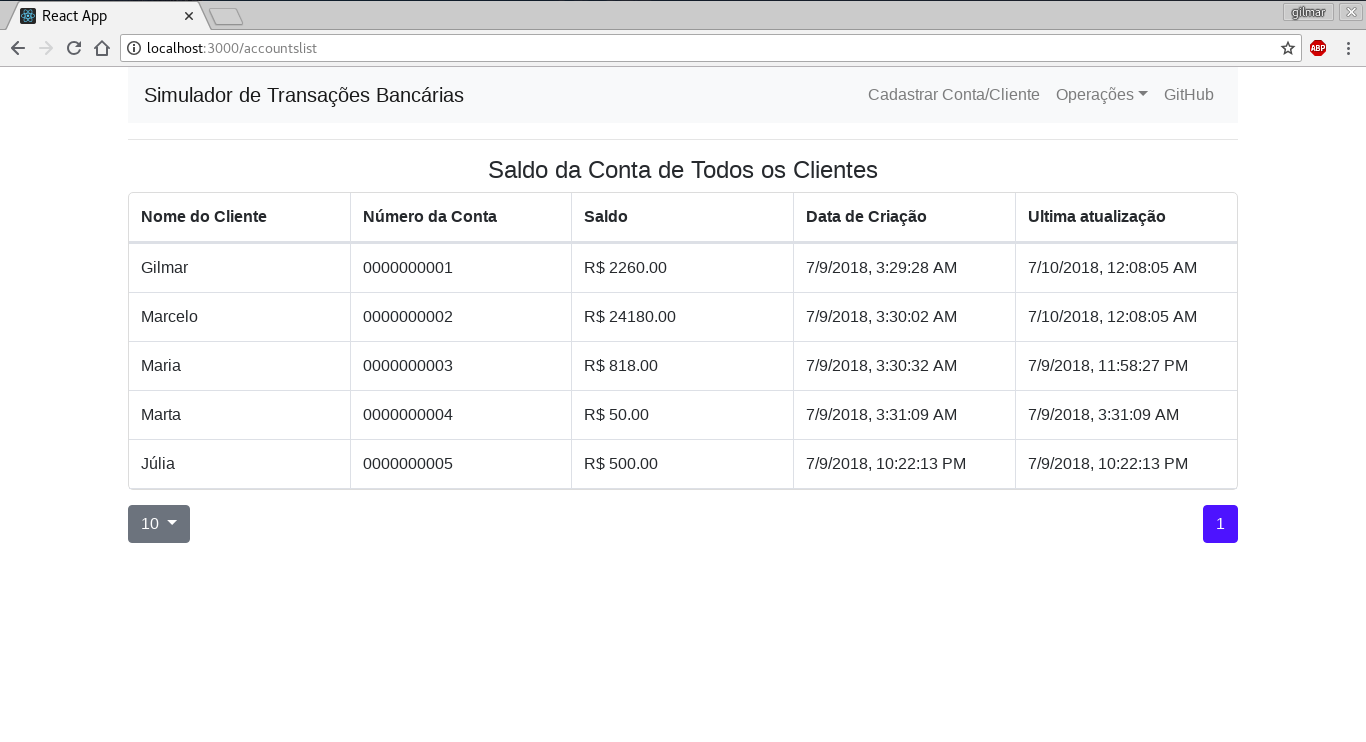 React App
gilmar
localhost:3000/accountslist
ABP
Simulador de Transações Bancárias Cadastrar Conta/Cliente Operações GitHub
Saldo da Conta de Todos os Clientes
Nome do Cliente Número da Conta Saldo Data de Criação Ultima atualização
Gilmar 0000000001 R$ 2260.00 7/9/2018, 3:29:28 AM 7/10/2018, 12:08:05 AM
Marcelo 0000000002 R$ 24180.00 7/9/2018, 3:30:02 AM 7/10/2018, 12:08:05 AM
Maria 0000000003 R$ 818.00 7/9/2018, 3:30:32 AM 7/9/2018, 11:58:27 PM
Marta 0000000004 R$ 50.00 7/9/2018, 3:31:09 AM 7/9/2018, 3:31:09 AM
Júlia 0000000005 R$ 500.00 7/9/2018, 10:22:13 PM 7/9/2018, 10:22:13 PM
10 1